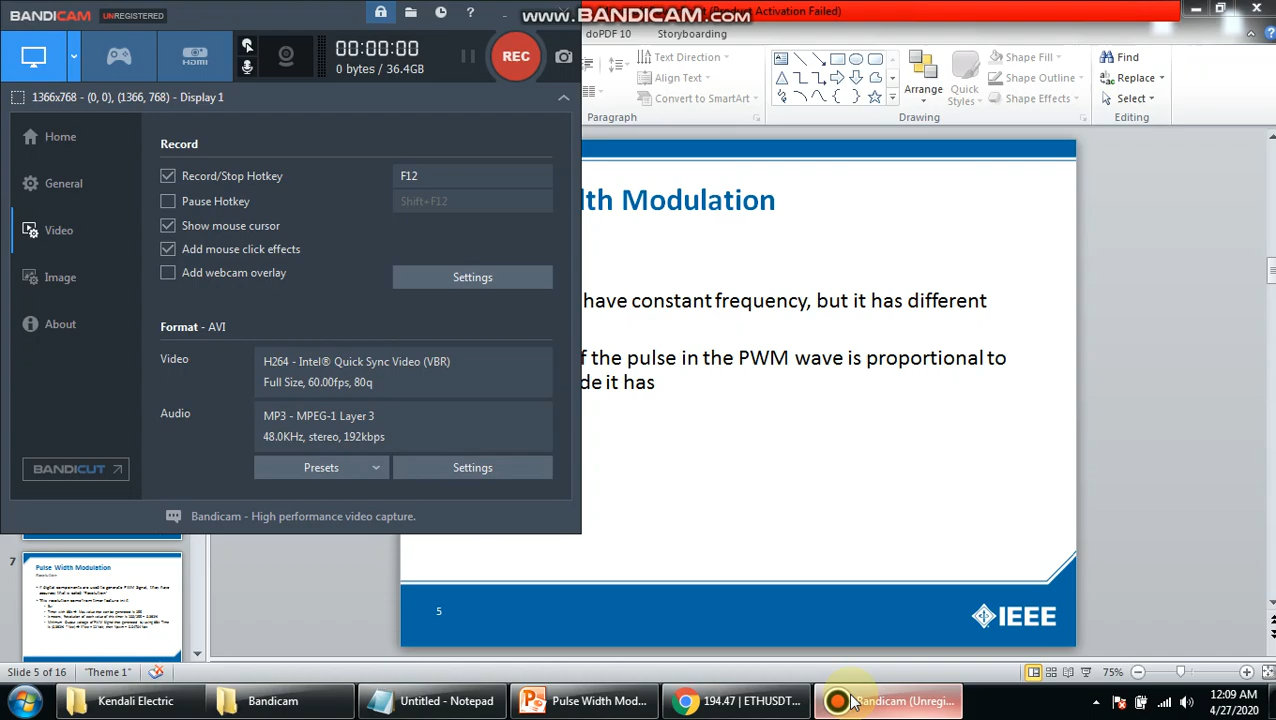 BANDICAM UNREGISTERED
www.BANDICAM.com
Product Activation Failed)
doPDF 10 Storyboarding
00:00:00
0 bytes / 36.4GB
HDMI
REC
Text Direction
Align Text
Convert to SmartArt
Paragraph
Arrange
Quick
Styles
Shape Fill
Shape Outline
Shape Effects
Drawing
Find
Replace
Select
Editing
1366x768 - (0, 0), (1366, 768) - Display 1
Home
General
Video
Image
About
BANDICUT
Record
Record/Stop Hotkey F12
Pause Hotkey Shift+F12
Show mouse cursor
Add mouse click effects
Add webcam overlay
Settings
Format - AVI
Video
H264 - Intel® Quick Sync Video (VBR)
Full Size, 60.00fps, 80q
Audio
MP3 - MPEG-1 Layer 3
48.0KHz, stereo, 192kbps
Presets Settings
Bandicam - High performance video capture.
th Modulation
have constant frequency, but it has different
f the pulse in the PWM wave is proportional to
de it has
5
IEEE
7
Pulse Width Modulation
Resolution
Slide 5 of 16 "Theme 1" 75%
Kendali Electric
Bandicam
Untitled - Notepad
Pulse Width Mod...
194.47 | ETHUSDT...
Bandicam (Unregi...
12:09 AM
4/27/2020